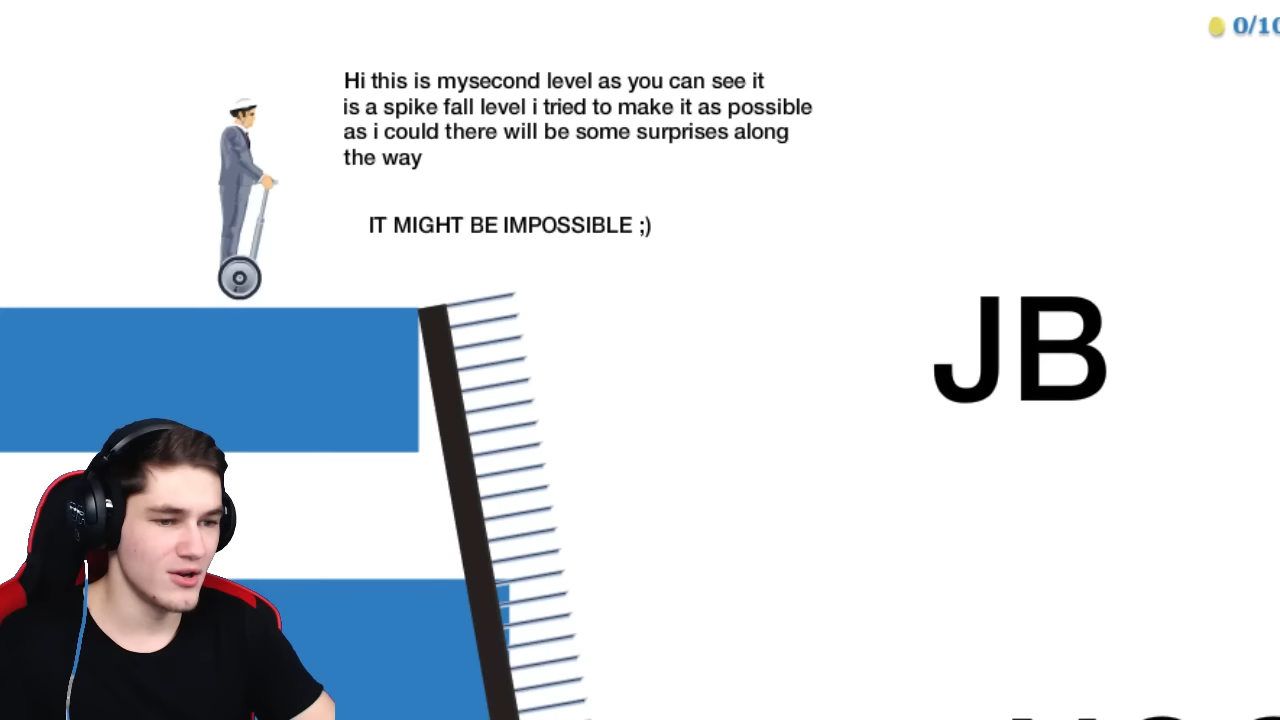 0/10
Hi this is mysecond level as you can see it
is a spike fall level i tried to make it as possible
as i could there will be some surprises along
the way
IT MIGHT BE IMPOSSIBLE ;)
JB